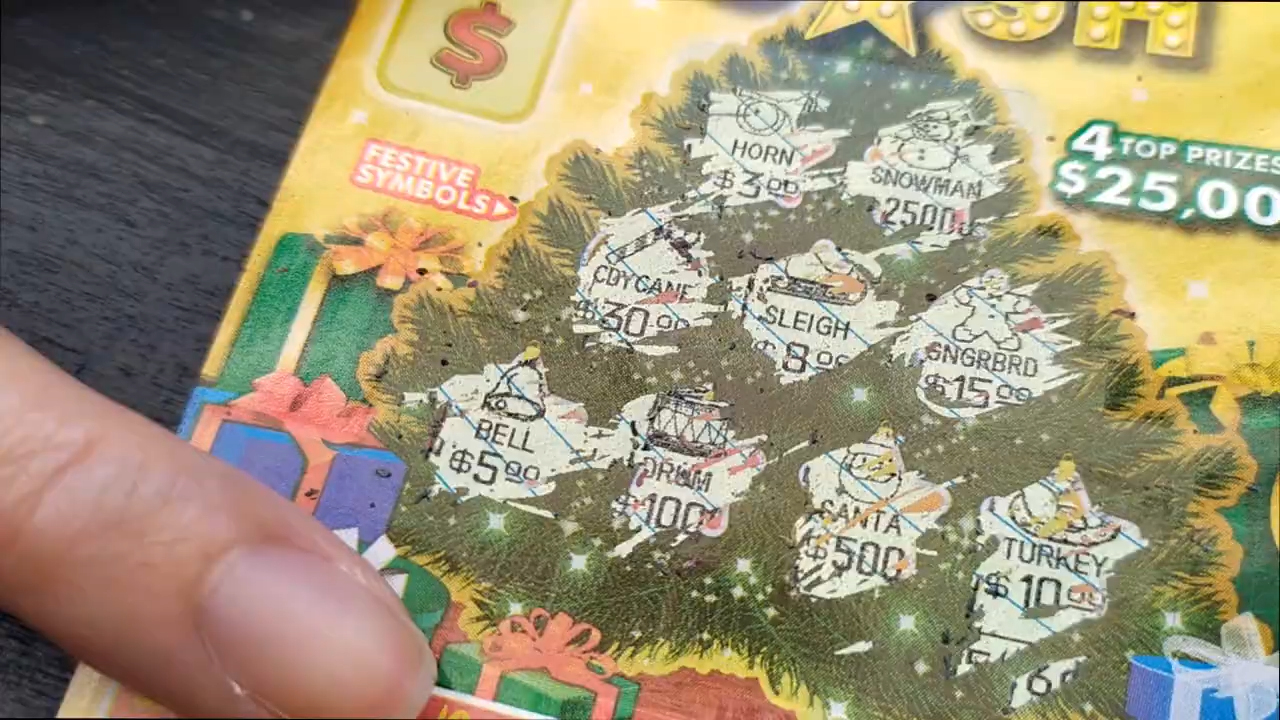 $
4 TOP PRIZES
$25,00
FESTIVE
SYMBOLS
HORN
$3.00
SNOWMAN
2500
CDYCANE
$30.00
SLEIGH
$8.00
GNGRBRD
$15.00
BELL
$5.00
DRUM
$100
SANTA
$500
TURKEY
$10.00
6